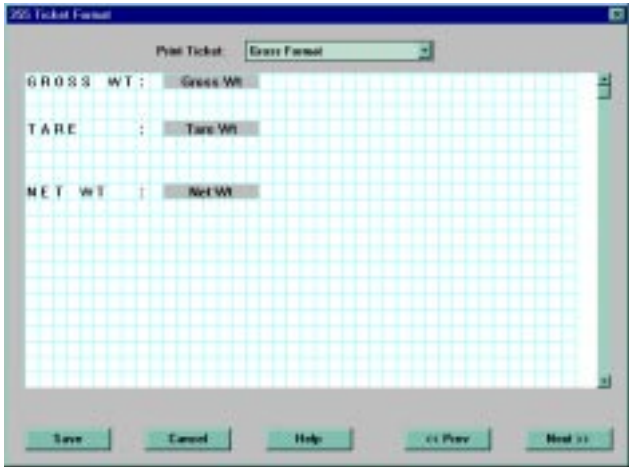 255 Ticket Format
Print Ticket: Gross Format
GROSS WT: Gross Wt
TARE : Tare Wt
NET WT : Net Wt
Save Cancel Help << Prev Next >>